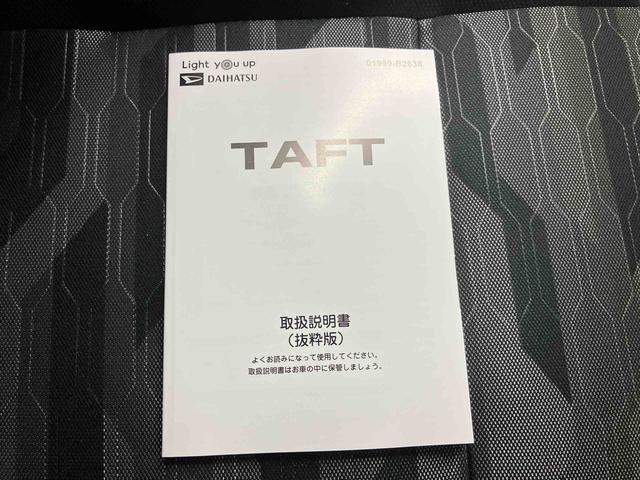 Light you up
DAIHATSU
01999-B2638
TAFT
取扱説明書
（抜粋版）
よくお読みになって使用してください。
取扱説明書はお車の中に保管しましょう。